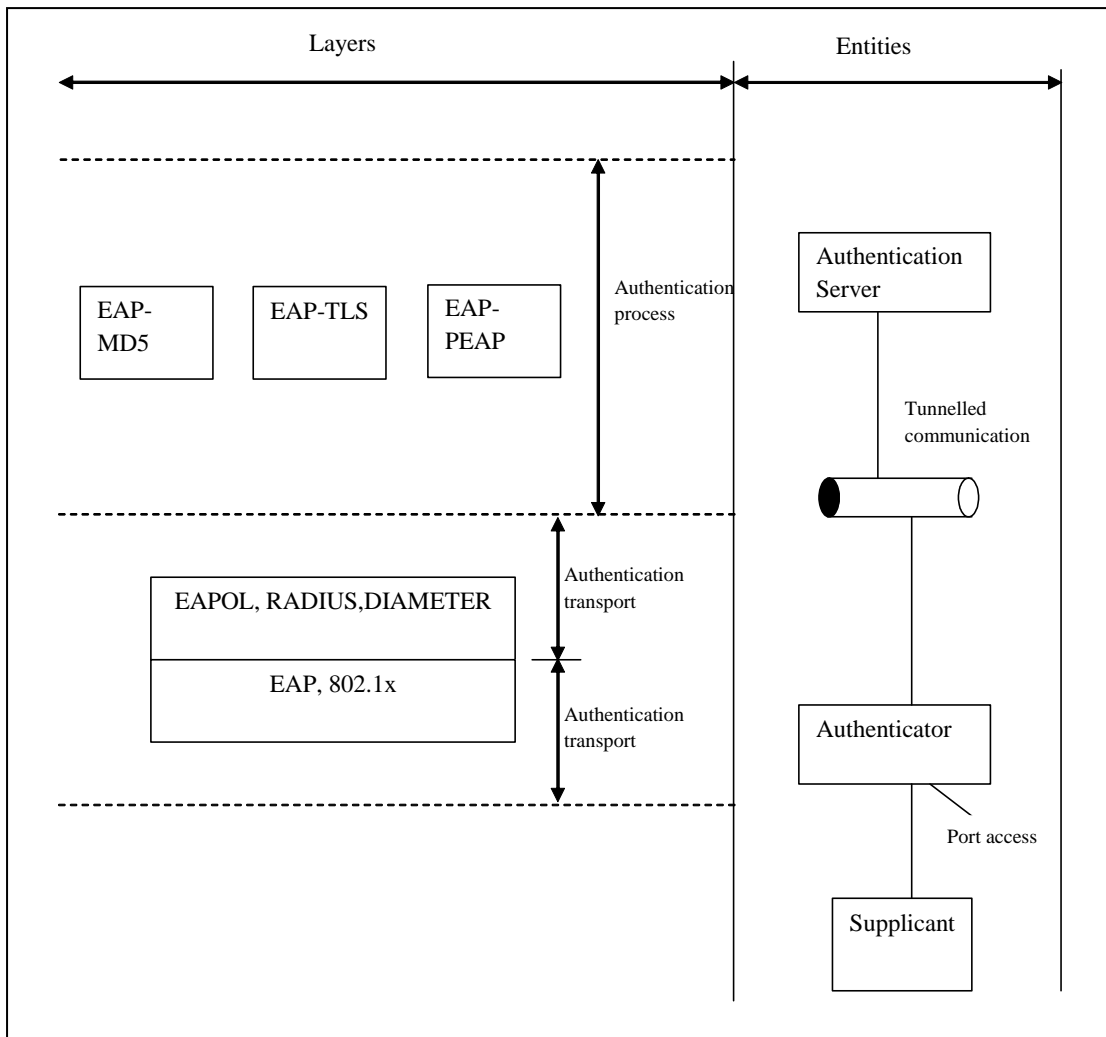 Layers
Entities
Authentication
process
EAP-
MD5
EAP-TLS
EAP-
PEAP
Authentication
Server
Tunnelled
communication
Authentication
transport
EAPOL, RADIUS,DIAMETER
EAP, 802.1x
Authentication
transport
Authenticator
Port access
Supplicant